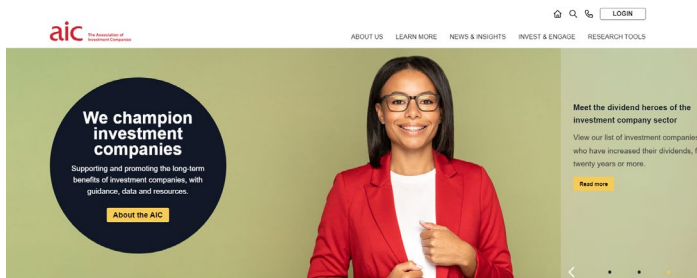 LOGIN
aic The Association of
Investment Companies
ABOUT US LEARN MORE NEWS & INSIGHTS INVEST & ENGAGE RESEARCH TOOLS
We champion
investment
companies
Supporting and promoting the long-term
benefits of investment companies, with
guidance, data and resources.
About the AIC
Meet the dividend heroes of the
investment company sector
View our list of investment companies
who have increased their dividends, f
twenty years or more.
Read more